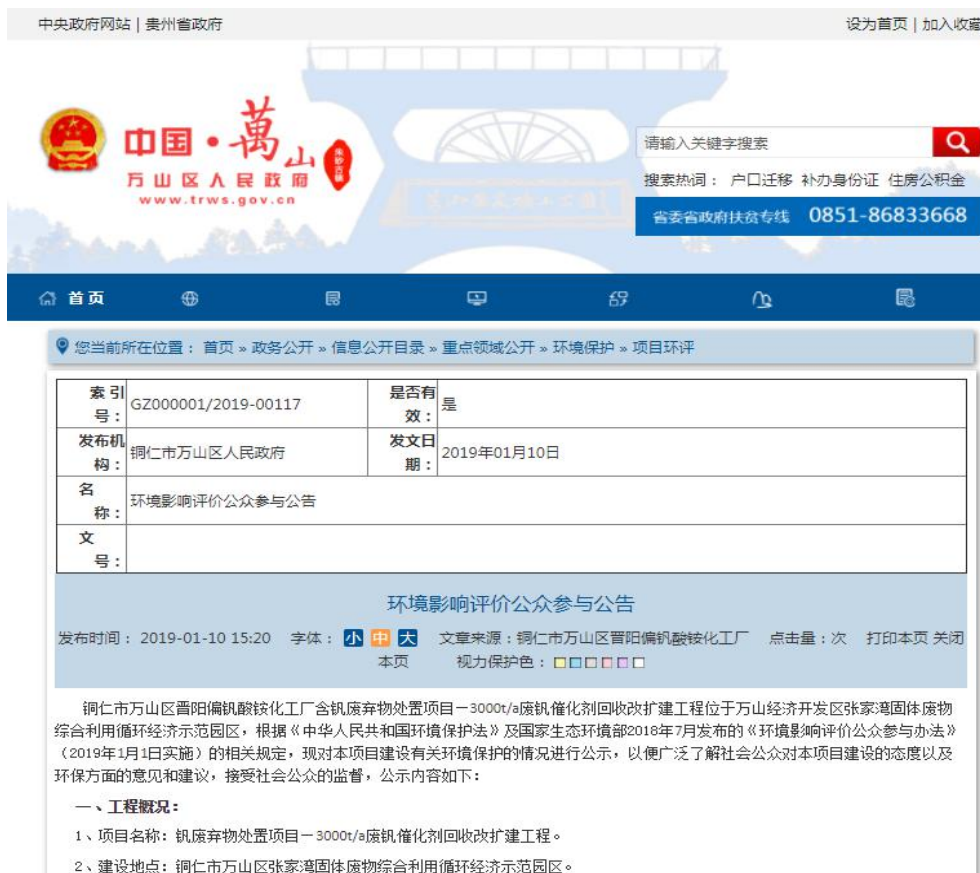 中央政府网站 | 贵州省政府 设为首页 | 加入收藏
中国·萬山
万山区人民政府
www.trws.gov.cn
请输入关键字搜索
搜索热词： 户口迁移 补办身份证 住房公积金
省委省政府扶贫专线 0851-86833668
首页
您当前所在位置： 首页 » 政务公开 » 信息公开目录 » 重点领域公开 » 环境保护 » 项目环评
索引号： GZ000001/2019-00117 是否有效： 是
发布机构： 铜仁市万山区人民政府 发文日期： 2019年01月10日
名称： 环境影响评价公众参与公告
文号：
环境影响评价公众参与公告
发布时间： 2019-01-10 15:20 字体： 小 中 大 文章来源：铜仁市万山区晋阳偏钒酸铵化工厂 点击量：次 打印本页 关闭
本页 视力保护色：
铜仁市万山区晋阳偏钒酸铵化工厂含钒废弃物处置项目－3000t/a废钒催化剂回收改扩建工程位于万山经济开发区张家湾固体废物
综合利用循环经济示范园区，根据《中华人民共和国环境保护法》及国家生态环境部2018年7月发布的《环境影响评价公众参与办法》
（2019年1月1日实施）的相关规定，现对本项目建设有关环境保护的情况进行公示，以便广泛了解社会公众对本项目建设的态度以及
环保方面的意见和建议，接受社会公众的监督，公示内容如下：
一、工程概况：
1、项目名称：钒废弃物处置项目－3000t/a废钒催化剂回收改扩建工程。
2、建设地点：铜仁市万山区张家湾固体废物综合利用循环经济示范园区。